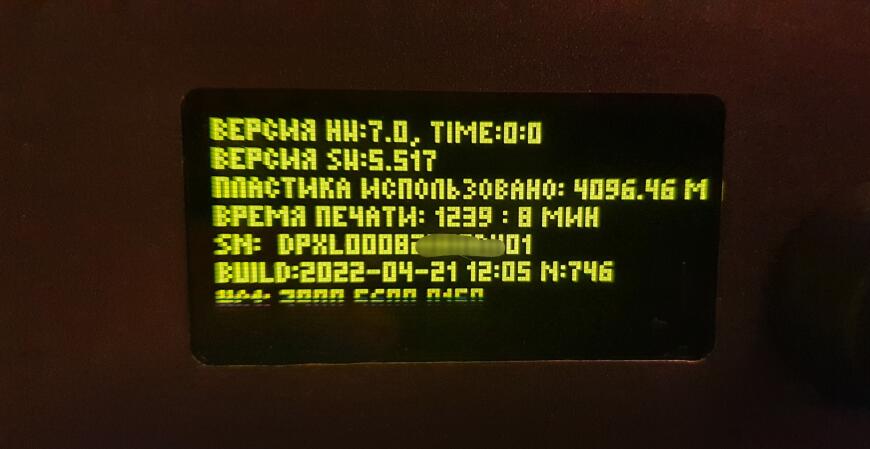 ВЕРСИЯ HW:7.0, TIME:0:0
ВЕРСИЯ SW:5.517
ПЛАСТИКА ИСПОЛЬЗОВАНО: 4096.46 М
ВРЕМЯ ПЕЧАТИ: 1239 : 8 МИН
SN: 
BUILD:2022-04-21 12:05 N:746